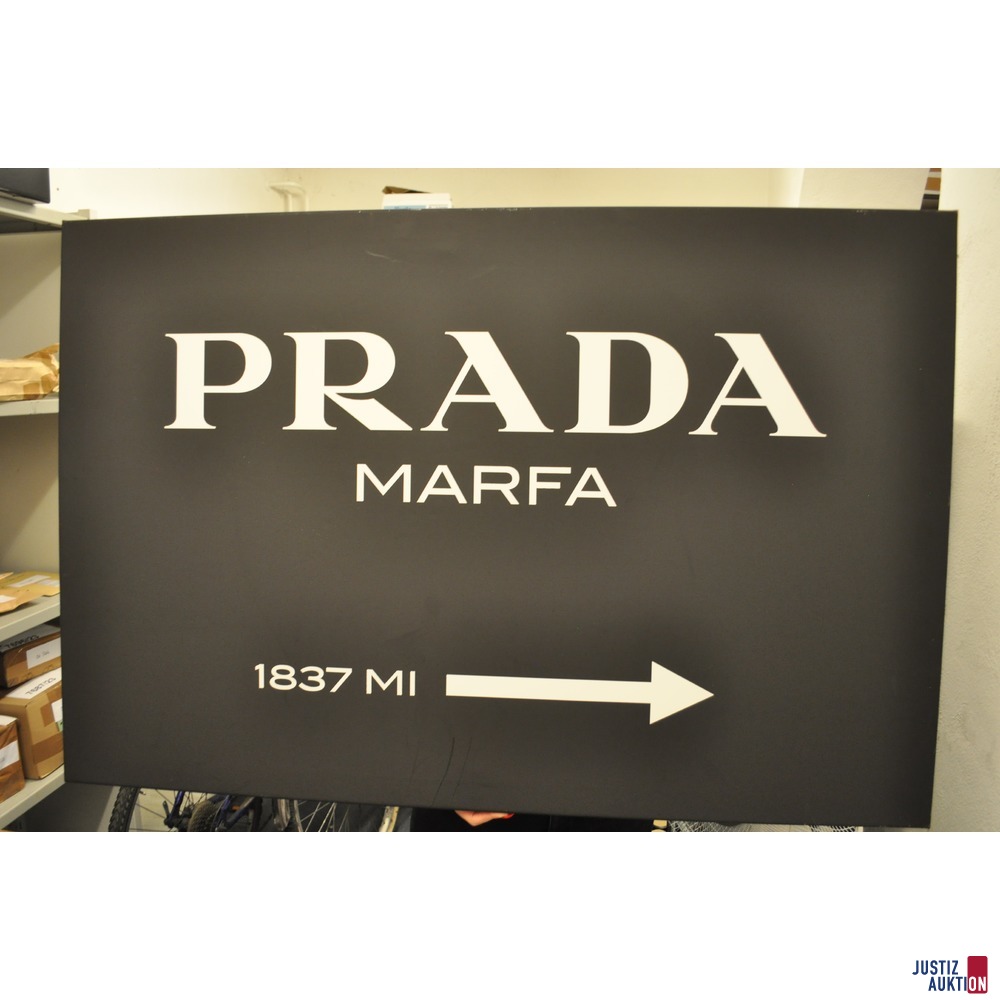 PRADA
MARFA
1837 MI
JUSTIZ
AUKTION